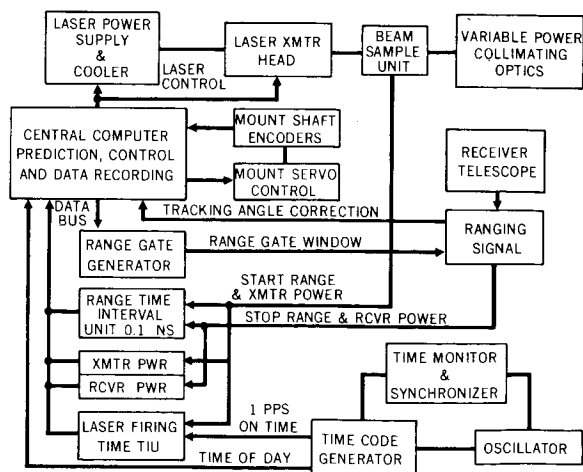 LASER POWER
SUPPLY
&
COOLER
LASER XMTR
HEAD
BEAM
SAMPLE
UNIT
VARIABLE POWER
COLLIMATING
OPTICS
LASER
CONTROL
CENTRAL COMPUTER
PREDICTION, CONTROL
AND DATA RECORDING
MOUNT SHAFT
ENCODERS
MOUNT SERVO
CONTROL
RECEIVER
TELESCOPE
DATA
BUS
TRACKING ANGLE CORRECTION
RANGE GATE
GENERATOR
RANGE GATE WINDOW
RANGING
SIGNAL
START RANGE
& XMTR POWER
RANGE TIME
INTERVAL
UNIT 0.1 NS
STOP RANGE & RCVR POWER
XMTR PWR
RCVR PWR
TIME MONITOR
&
SYNCHRONIZER
LASER FIRING
TIME TIU
1 PPS
ON TIME
TIME CODE
GENERATOR
OSCILLATOR
TIME OF DAY